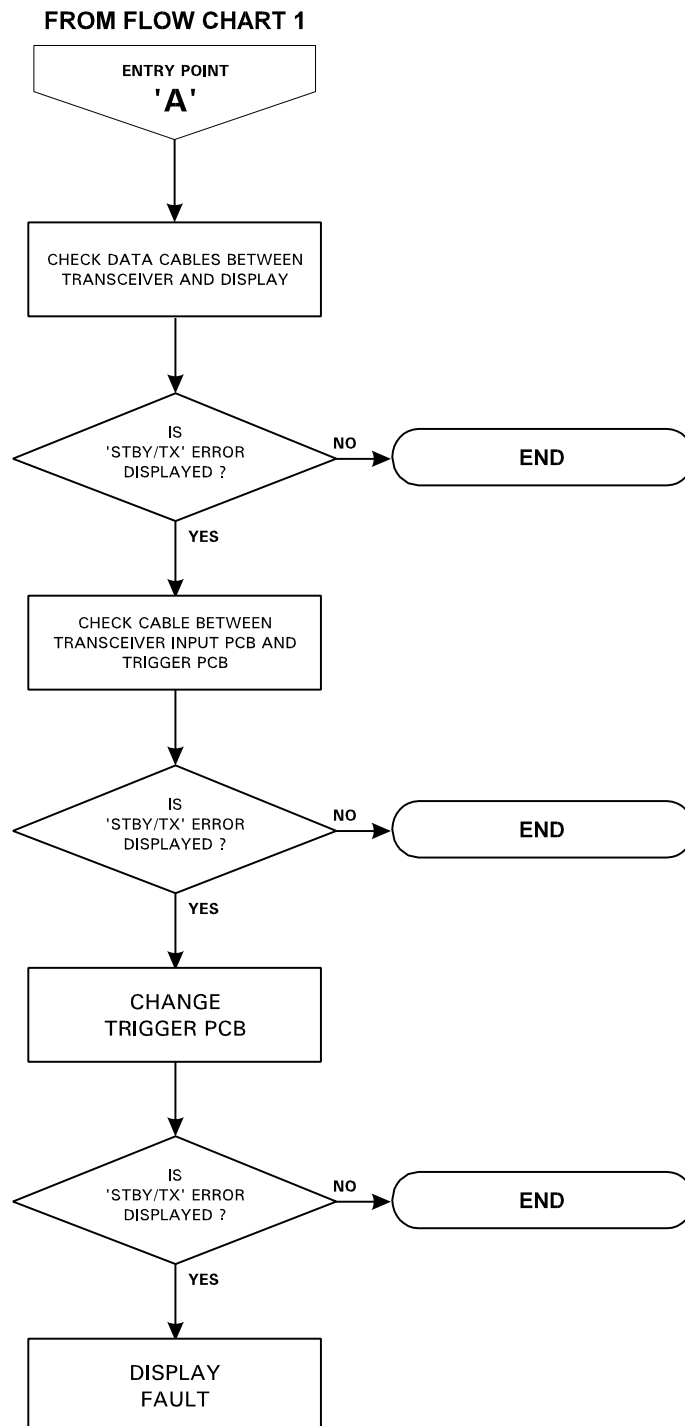 FROM FLOW CHART 1
ENTRY POINT
'A'
CHECK DATA CABLES BETWEEN
TRANSCEIVER AND DISPLAY
IS
'STBY/TX' ERROR
DISPLAYED ?
NO
END
YES
CHECK CABLE BETWEEN
TRANSCEIVER INPUT PCB AND
TRIGGER PCB
IS
'STBY/TX' ERROR
DISPLAYED ?
NO
END
YES
CHANGE
TRIGGER PCB
IS
'STBY/TX' ERROR
DISPLAYED ?
NO
END
YES
DISPLAY
FAULT